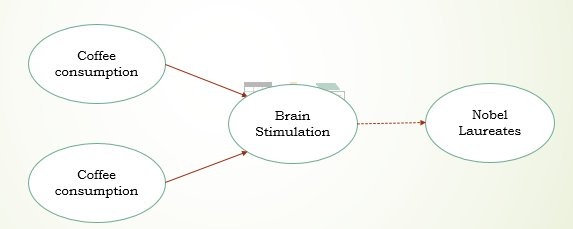 Coffee
consumption
Brain
Stimulation
Nobel
Laureates
Coffee
consumption